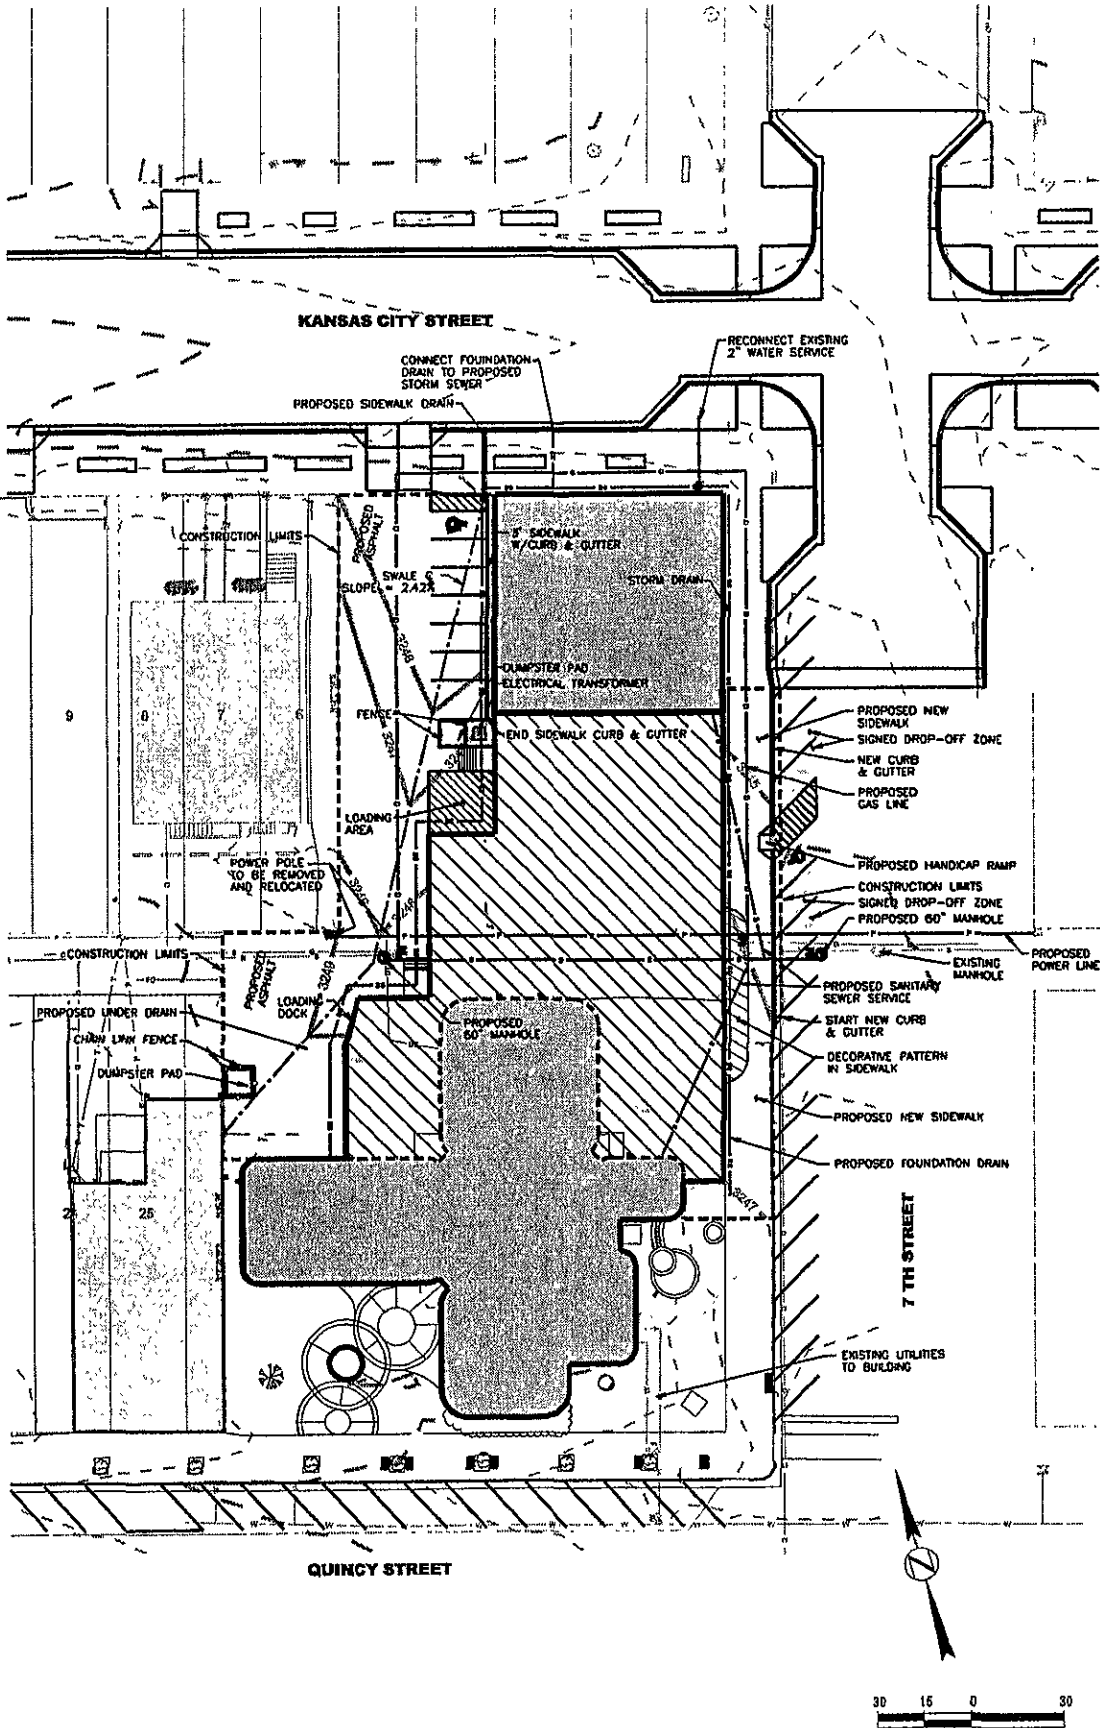 KANSAS CITY STREET
RECONNECT EXISTING
2" WATER SERVICE
CONNECT FOUNDATION
DRAIN TO PROPOSED
STORM SEWER
PROPOSED SIDEWALK DRAIN
CONSTRUCTION LIMITS
PROPOSED
ASPHALT
5' SIDEWALK
W/CURB & GUTTER
SWALE
SLOPE = 2.42%
STORM DRAIN
3248
DUMPSTER PAD
ELECTRICAL TRANSFORMER
9
8
7
6
FENCE
END SIDEWALK CURB & GUTTER
PROPOSED NEW
SIDEWALK
SIGNED DROP-OFF ZONE
NEW CURB
& GUTTER
PROPOSED
GAS LINE
LOADING
AREA
POWER POLE
TO BE REMOVED
AND RELOCATED
PROPOSED HANDICAP RAMP
CONSTRUCTION LIMITS
SIGNED DROP-OFF ZONE
PROPOSED 60" MANHOLE
CONSTRUCTION LIMITS
PROPOSED
ASPHALT
3249
EXISTING
MANHOLE
PROPOSED
POWER LINE
PROPOSED SANITARY
SEWER SERVICE
LOADING
DOCK
PROPOSED UNDER DRAIN
CHAIN LINK FENCE
DUMPSTER PAD
PROPOSED
60" MANHOLE
START NEW CURB
& GUTTER
DECORATIVE PATTERN
IN SIDEWALK
PROPOSED NEW SIDEWALK
PROPOSED FOUNDATION DRAIN
3247
25
7 TH STREET
EXISTING UTILITIES
TO BUILDING
QUINCY STREET
N
30 15 0 30